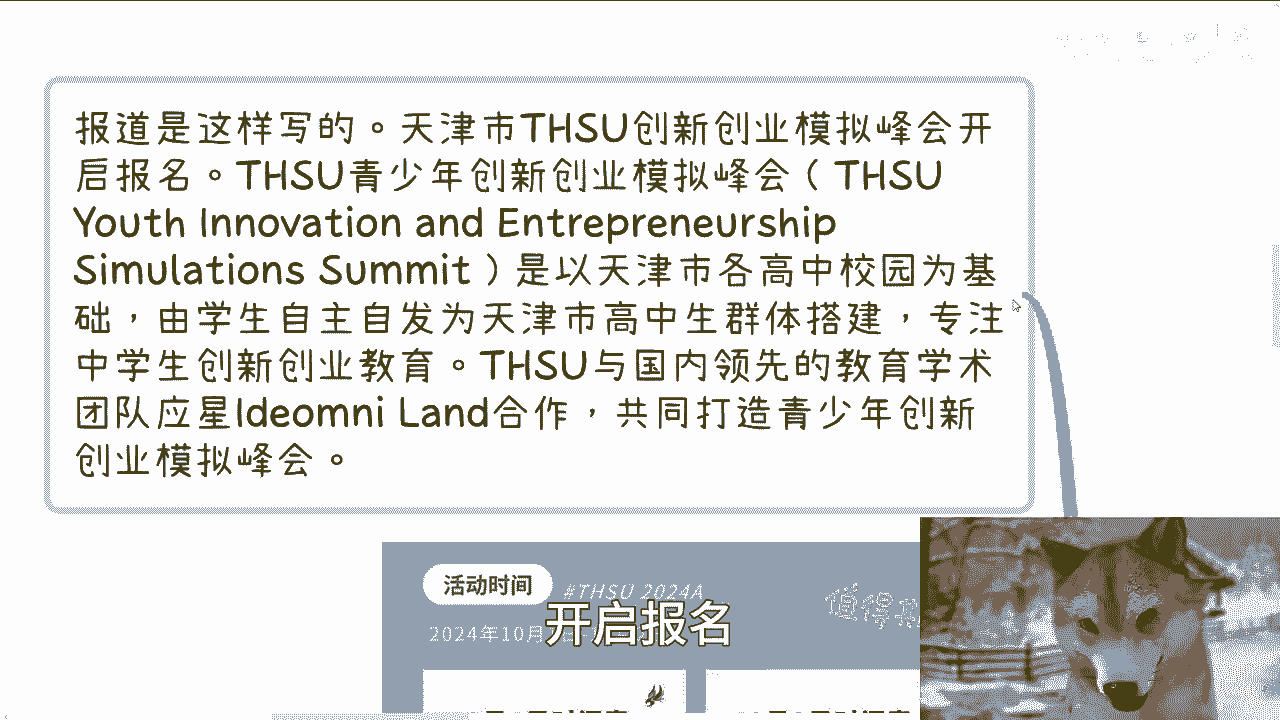 报道是这样写的。天津市THSU创新创业模拟峰会开
启报名。THSU青少年创新创业模拟峰会（THSU
Youth Innovation and Entrepreneurship
Simulations Summit）是以天津市各高中校园为基
础，由学生自主自发为天津市高中生群体搭建，专注
中学生创新创业教育。THSU与国内领先的教育学术
团队应星Ideomni Land合作，共同打造青少年创新
创业模拟峰会。
活动时间
#THSU 2024A
值得
2024年10月
开启报名